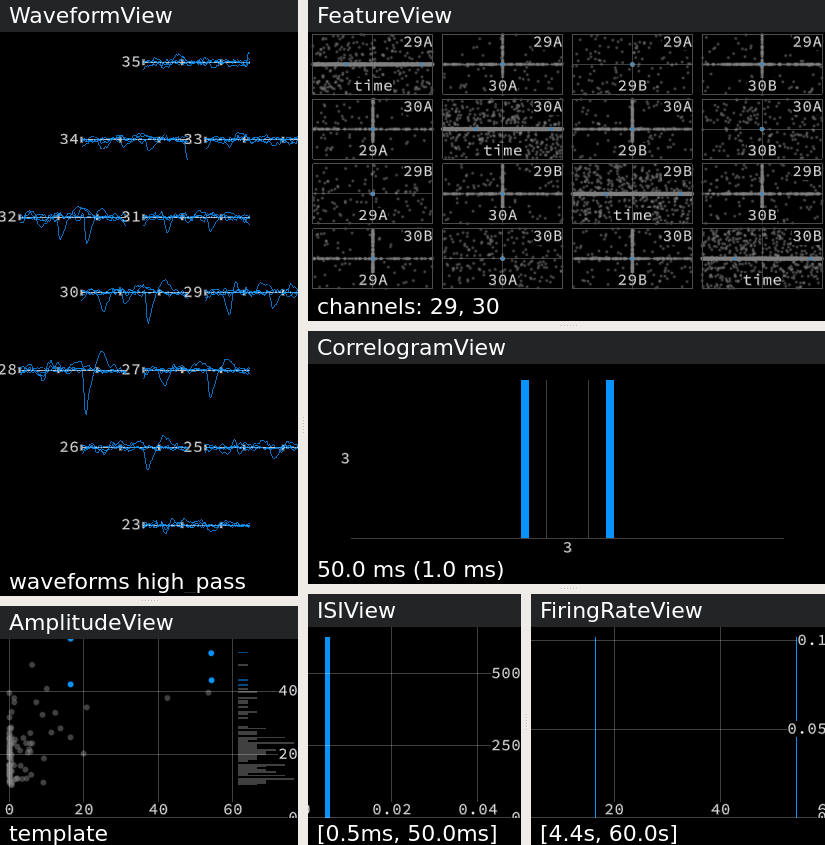 WaveformView
35
34 33
32 31
30 29
28 27
26 25
23
waveforms high_pass
FeatureView
29A 29A 29A 29A
time 30A 29B 30B
30A 30A 30A 30A
29A time 29B 30B
29B 29B 29B 29B
29A 30A time 30B
30B 30B 30B 30B
29A 30A 29B time
channels: 29, 30
CorrelogramView
3
3
50.0 ms (1.0 ms)
AmplitudeView
40
20
0 20 40 60 0
template
ISIView
500
250
0 0.02 0.04 0
[0.5ms, 50.0ms]
FiringRateView
0.1
0.05
20 40 6
[4.4s, 60.0s]